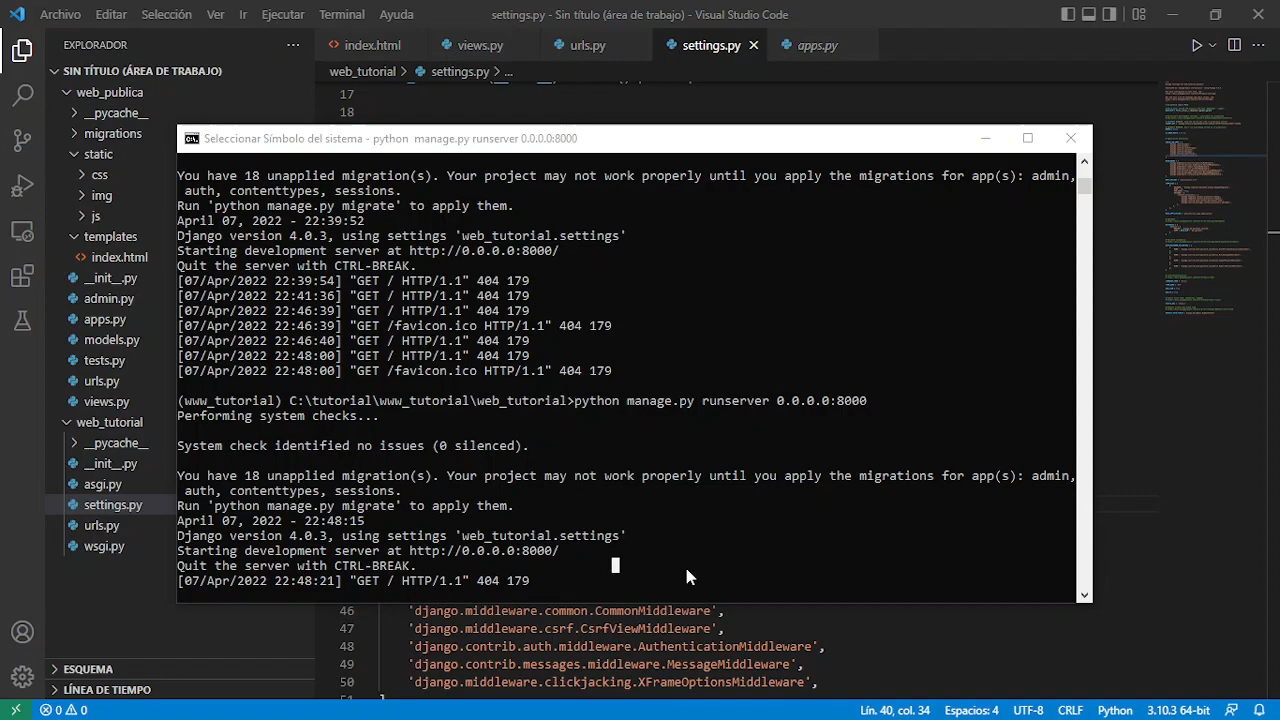 Archivo Editar Selección Ver Ir Ejecutar Terminal Ayuda settings.py - Sin título (área de trabajo) - Visual Studio Code
EXPLORADOR
index.html views.py urls.py settings.py apps.py
SIN TÍTULO (ÁREA DE TRABAJO)
web_tutorial > settings.py > ...
web_publica
__pycache__
migrations
static
css
img
js
templates
index.html
__init__.py
admin.py
apps.py
models.py
tests.py
urls.py
views.py
web_tutorial
__pycache__
__init__.py
asgi.py
settings.py
urls.py
wsgi.py
ESQUEMA
LÍNEA DE TIEMPO
17
18
Seleccionar Símbolo del sistema - python manage.py runserver 0.0.0.0:8000
You have 18 unapplied migration(s). Your project may not work properly until you apply the migrations for app(s): admin,
auth, contenttypes, sessions.
Run 'python manage.py migrate' to apply them.
April 07, 2022 - 22:39:52
Django version 4.0.3, using settings 'web_tutorial.settings'
Starting development server at http://0.0.0.0:8000/
Quit the server with CTRL-BREAK.
[07/Apr/2022 22:46:34] "GET / HTTP/1.1" 404 179
[07/Apr/2022 22:46:36] "GET / HTTP/1.1" 404 179
[07/Apr/2022 22:46:39] "GET / HTTP/1.1" 404 179
[07/Apr/2022 22:46:39] "GET /favicon.ico HTTP/1.1" 404 179
[07/Apr/2022 22:46:40] "GET / HTTP/1.1" 404 179
[07/Apr/2022 22:48:00] "GET / HTTP/1.1" 404 179
[07/Apr/2022 22:48:00] "GET /favicon.ico HTTP/1.1" 404 179
(www_tutorial) C:\tutorial\www_tutorial\web_tutorial>python manage.py runserver 0.0.0.0:8000
Performing system checks...
System check identified no issues (0 silenced).
You have 18 unapplied migration(s). Your project may not work properly until you apply the migrations for app(s): admin,
auth, contenttypes, sessions.
Run 'python manage.py migrate' to apply them.
April 07, 2022 - 22:48:15
Django version 4.0.3, using settings 'web_tutorial.settings'
Starting development server at http://0.0.0.0:8000/
Quit the server with CTRL-BREAK.
[07/Apr/2022 22:48:21] "GET / HTTP/1.1" 404 179
46 'django.middleware.common.CommonMiddleware',
47 'django.middleware.csrf.CsrfViewMiddleware',
48 'django.contrib.auth.middleware.AuthenticationMiddleware',
49 'django.contrib.messages.middleware.MessageMiddleware',
50 'django.middleware.clickjacking.XFrameOptionsMiddleware',
51 ]
0 0 Lín. 40, col. 34 Espacios: 4 UTF-8 CRLF Python 3.10.3 64-bit